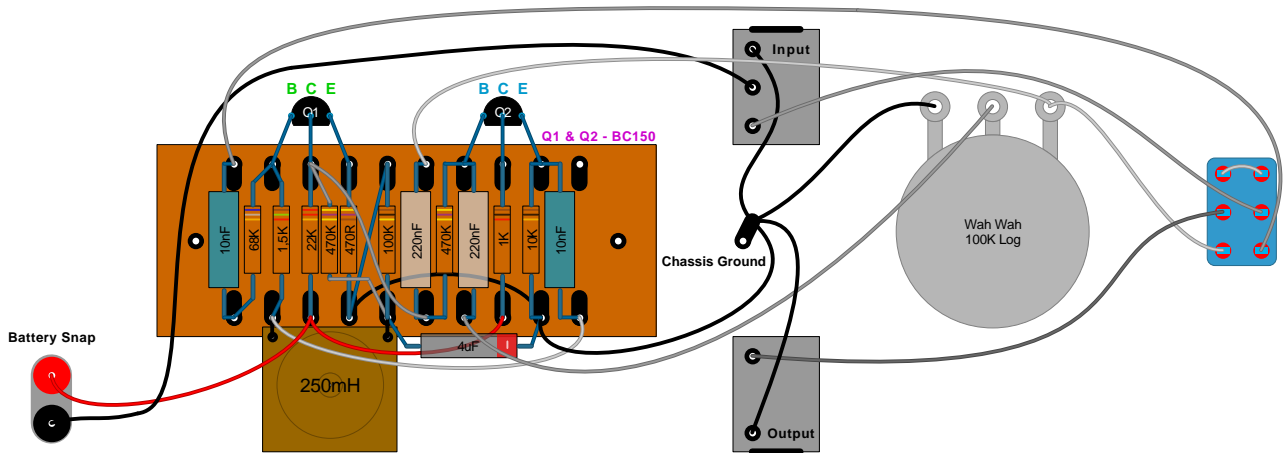 Input
B C E
B C E
Q1
Q2
Q1 & Q2 - BC150
10nF
68K
1.5K
22K
470K
470R
100K
220nF
470K
220nF
1K
10K
10nF
Wah Wah
100K Log
Chassis Ground
Battery Snap
4uF
250mH
Output